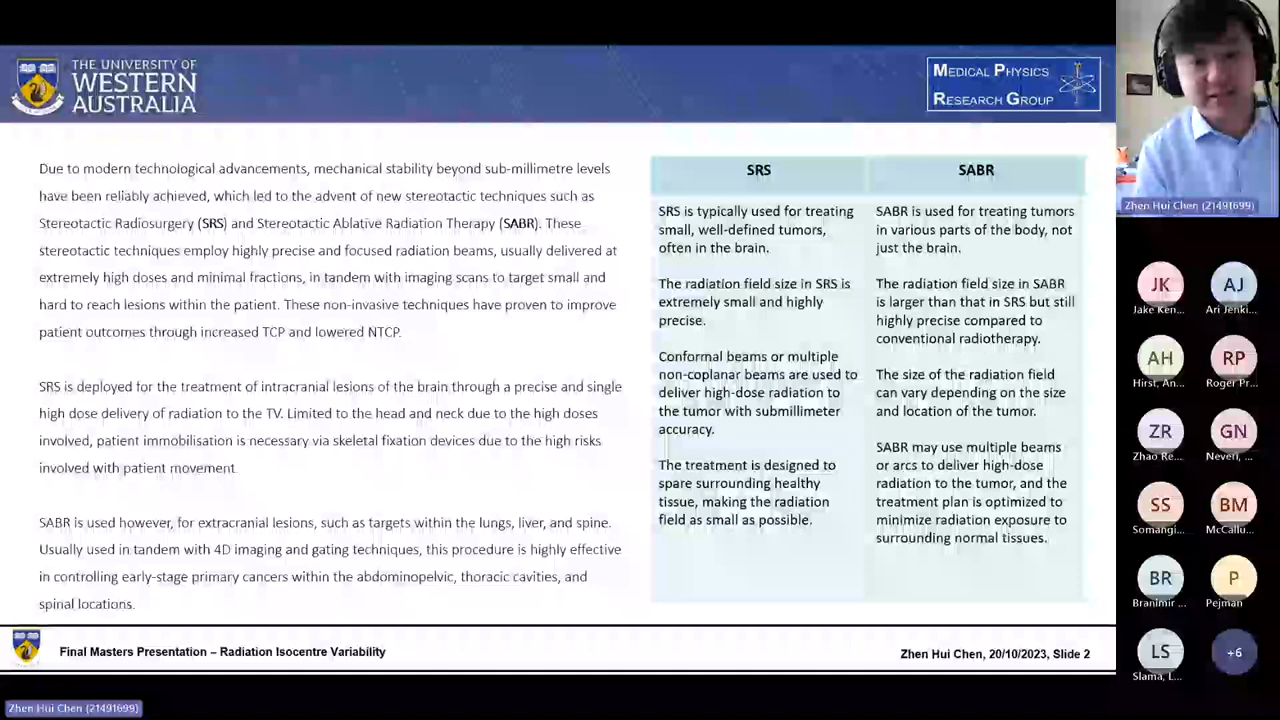 THE UNIVERSITY OF
WESTERN
AUSTRALIA
MEDICAL PHYSICS
RESEARCH GROUP
Due to modern technological advancements, mechanical stability beyond sub-millimetre levels
have been reliably achieved, which led to the advent of new stereotactic techniques such as
Stereotactic Radiosurgery (SRS) and Stereotactic Ablative Radiation Therapy (SABR). These
stereotactic techniques employ highly precise and focused radiation beams, usually delivered at
extremely high doses and minimal fractions, in tandem with imaging scans to target small and
hard to reach lesions within the patient. These non-invasive techniques have proven to improve
patient outcomes through increased TCP and lowered NTCP.
SRS is deployed for the treatment of intracranial lesions of the brain through a precise and single
high dose delivery of radiation to the TV. Limited to the head and neck due to the high doses
involved, patient immobilisation is necessary via skeletal fixation devices due to the high risks
involved with patient movement.
SABR is used however, for extracranial lesions, such as targets within the lungs, liver, and spine.
Usually used in tandem with 4D imaging and gating techniques, this procedure is highly effective
in controlling early-stage primary cancers within the abdominopelvic, thoracic cavities, and
spinal locations.
SRS
SRS is typically used for treating
small, well-defined tumors,
often in the brain.
The radiation field size in SRS is
extremely small and highly
precise.
Conformal beams or multiple
non-coplanar beams are used to
deliver high-dose radiation to
the tumor with submillimeter
accuracy.
The treatment is designed to
spare surrounding healthy
tissue, making the radiation
field as small as possible.
SABR
SABR is used for treating tumors
in various parts of the body, not
just the brain.
The radiation field size in SABR
is larger than that in SRS but still
highly precise compared to
conventional radiotherapy.
The size of the radiation field
can vary depending on the size
and location of the tumor.
SABR may use multiple beams
or arcs to deliver high-dose
radiation to the tumor, and the
treatment plan is optimized to
minimize radiation exposure to
surrounding normal tissues.
Final Masters Presentation – Radiation Isocentre Variability
Zhen Hui Chen, 20/10/2023, Slide 2
Zhen Hui Chen (21491699)
Zhen Hui Chen (21491699)
JK
Jake Ken...
AJ
Ari Jenki...
AH
Hirst, An...
RP
Roger Pr...
ZR
Zhao Re...
GN
Neveri, ...
SS
Somangi...
BM
McCallu...
BR
Branimir ...
P
Pejman
LS
Slama, L...
+6